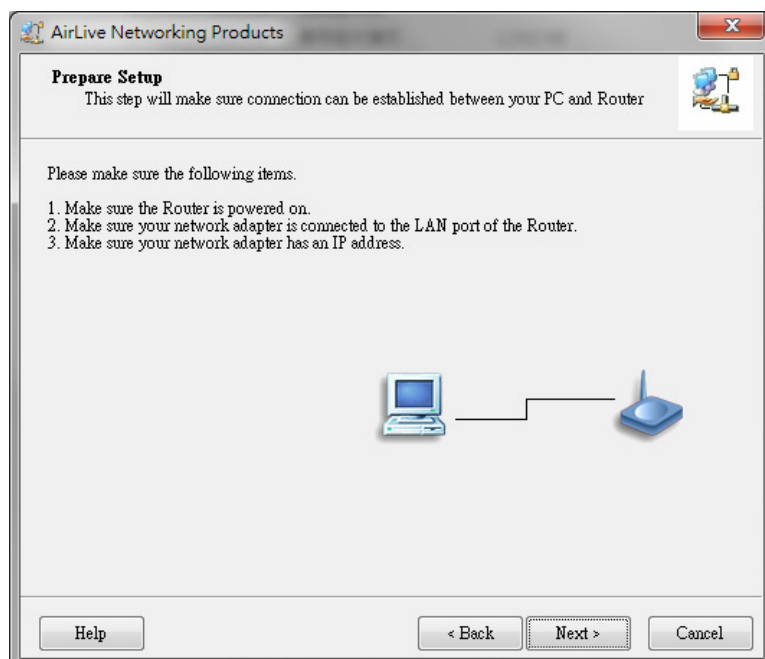 AirLive Networking Products
Prepare Setup
This step will make sure connection can be established between your PC and Router
Please make sure the following items.
1. Make sure the Router is powered on.
2. Make sure your network adapter is connected to the LAN port of the Router.
3. Make sure your network adapter has an IP address.
Help
< Back
Next >
Cancel